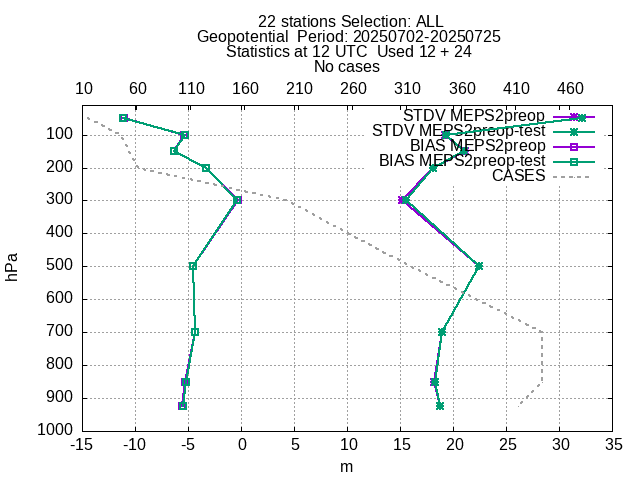 22 stations Selection: ALL
Geopotential  Period: 20250702-20250725
Statistics at 12 UTC  Used 12 + 24
No cases
10 60 110 160 210 260 310 360 410 460
STDV MEPS2preop
STDV MEPS2preop-test
BIAS MEPS2preop
BIAS MEPS2preop-test
CASES
100
200
300
400
500
600
700
800
900
1000
hPa
-15 -10 -5 0 5 10 15 20 25 30 35
m